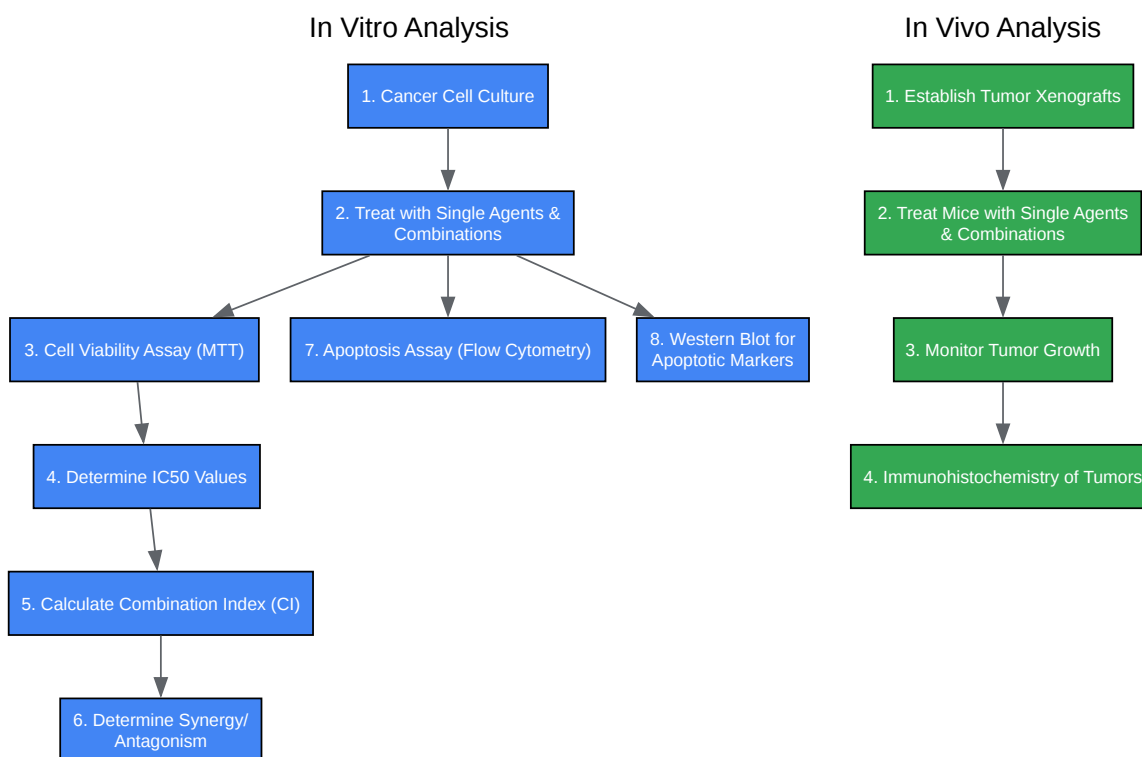 In Vitro Analysis
1. Cancer Cell Culture
2. Treat with Single Agents &
Combinations
3. Cell Viability Assay (MTT)
7. Apoptosis Assay (Flow Cytometry)
8. Western Blot for
Apoptotic Markers
4. Determine IC50 Values
5. Calculate Combination Index (CI)
6. Determine Synergy/
Antagonism
In Vivo Analysis
1. Establish Tumor Xenografts
2. Treat Mice with Single Agents
& Combinations
3. Monitor Tumor Growth
4. Immunohistochemistry of Tumors